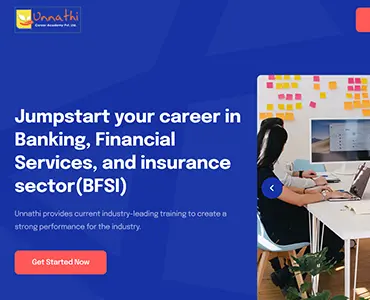 Unnathi
Career Academy Pvt. Ltd.
Jumpstart your career in
Banking, Financial
Services, and insurance
sector(BFSI)
Unnathi provides current industry-leading training to create a
strong performance for the industry.
Get Started Now